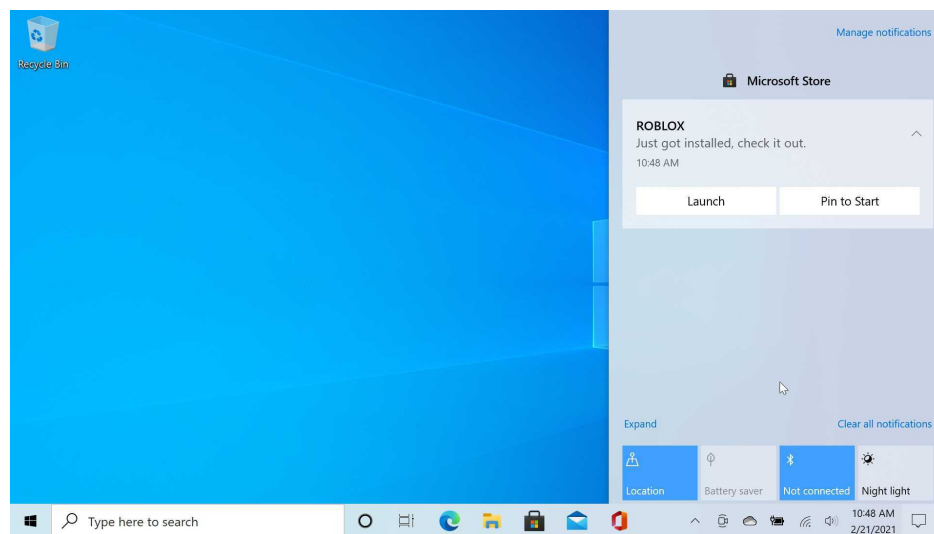 Recycle Bin
Manage notifications
Microsoft Store
ROBLOX
Just got installed, check it out.
10:48 AM
Launch
Pin to Start
Expand
Clear all notifications
Location
Battery saver
Not connected
Night light
Type here to search
10:48 AM
2/21/2021